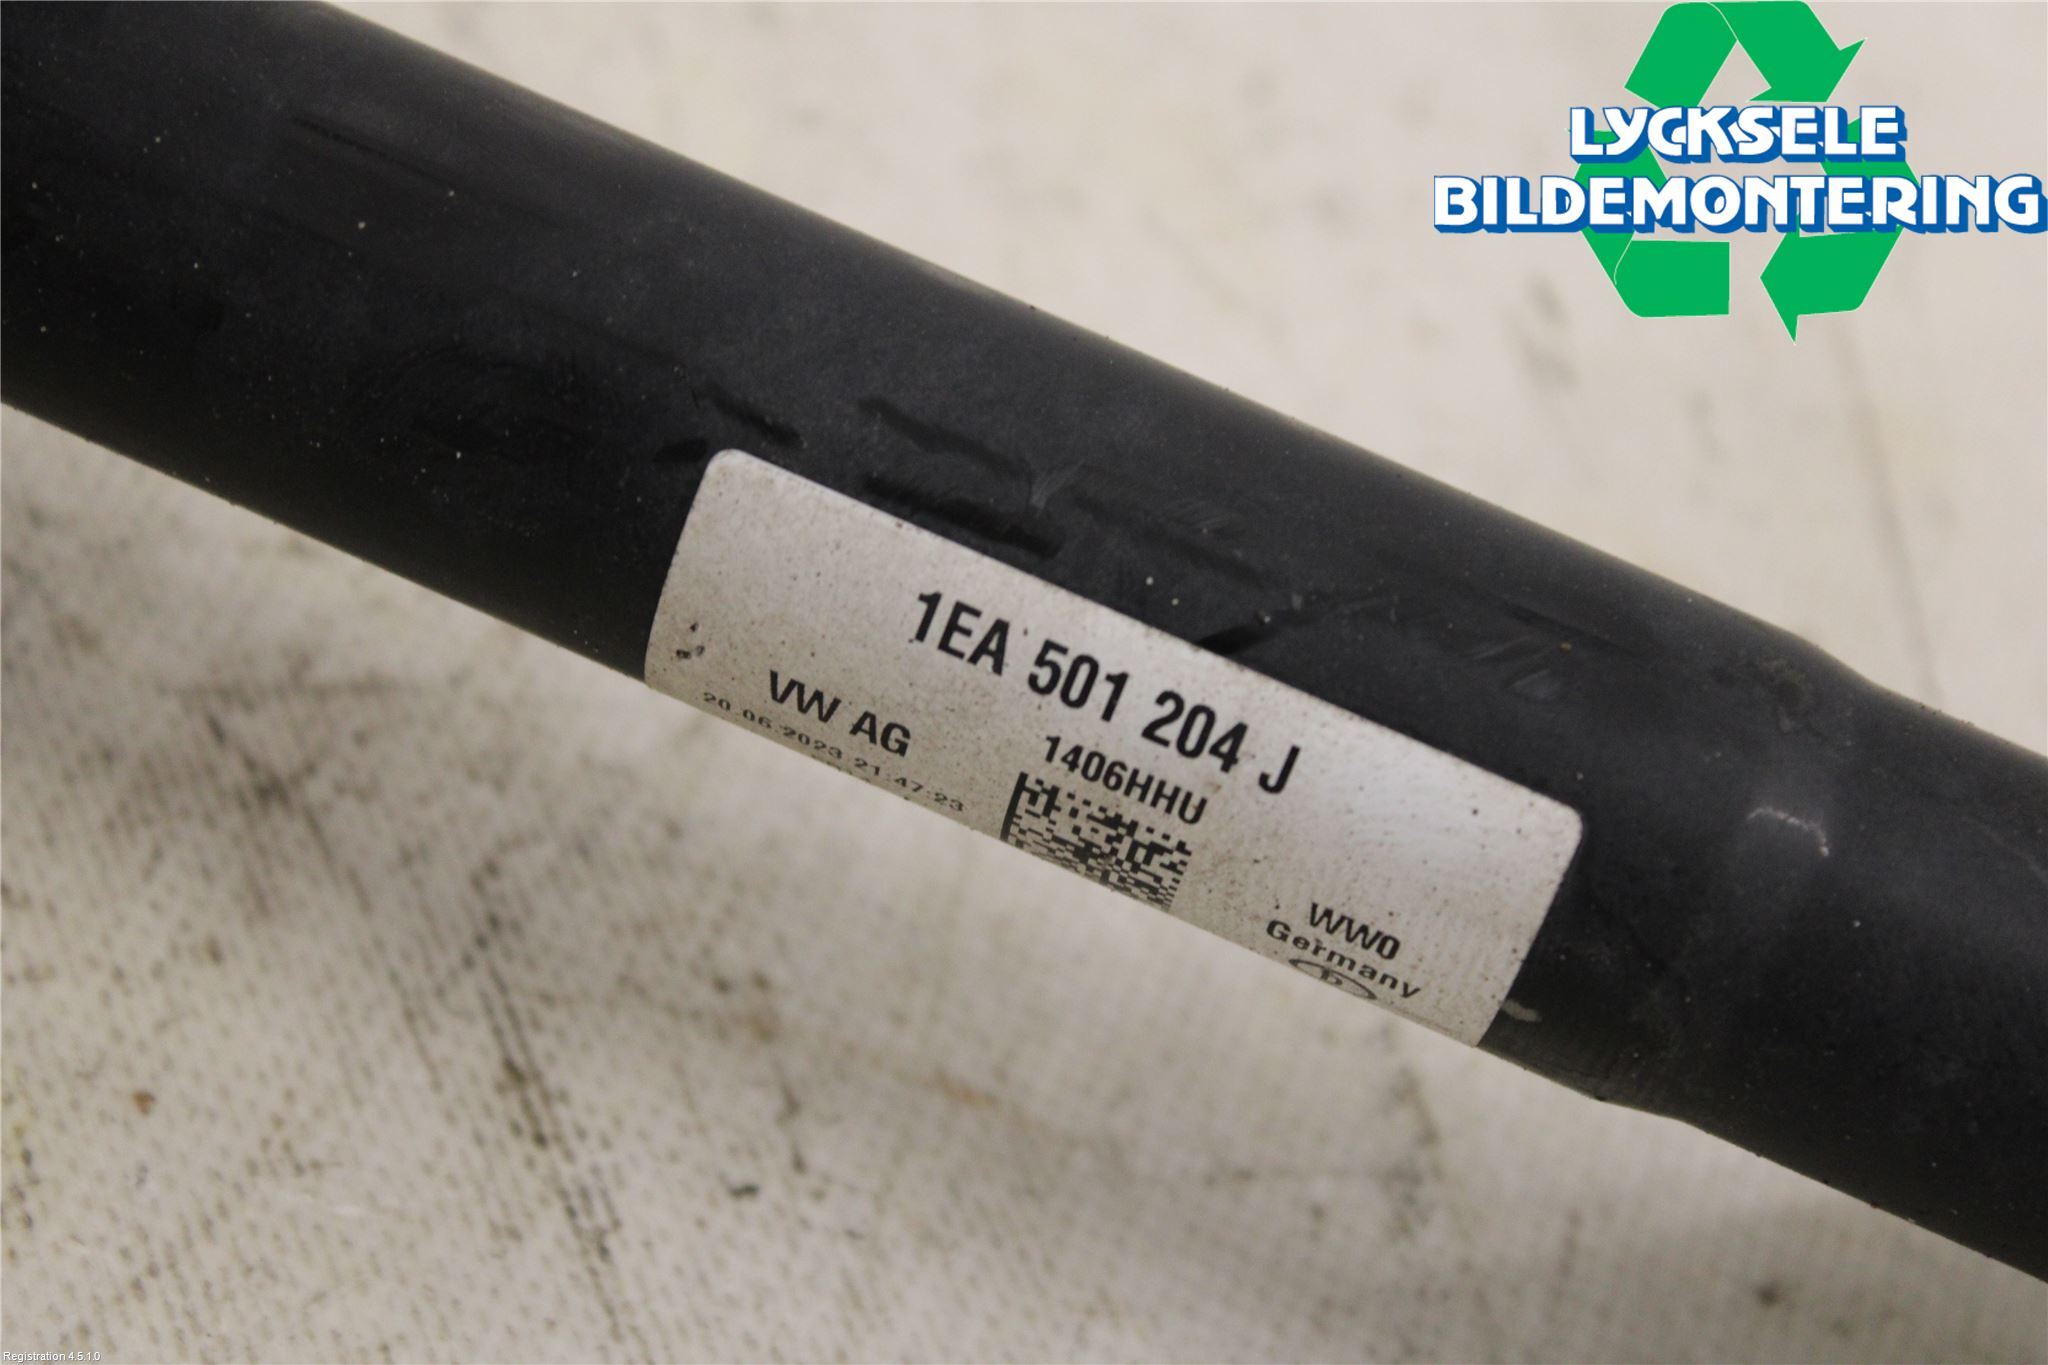 LYCKSELE
BILDEMONTERING
1EA 501 204 J
VW AG
1406HHU
20.06.2023 21:47:23
WW0
Germany
Registration 4.5.1.0